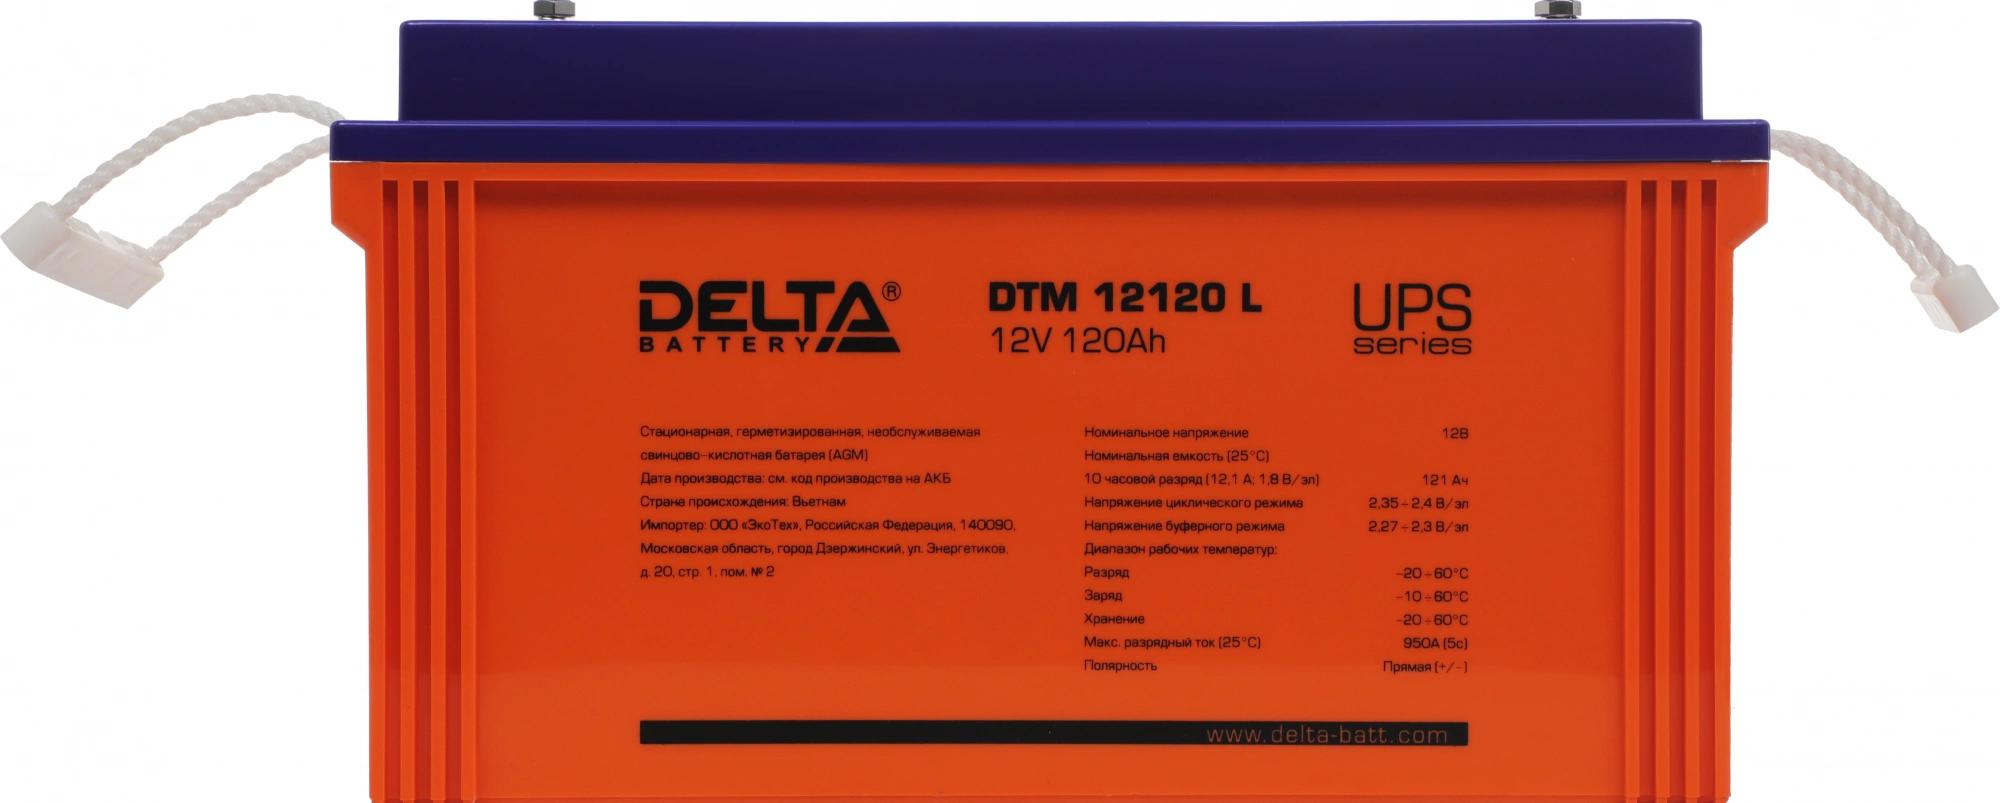 DELTA®
BATTERY
DTM 12120 L
12V 120Ah
UPS
series
Стационарная, герметизированная, необслуживаемая
свинцово-кислотная батарея (AGM)
Дата производства: см. код производства на АКБ
Страна происхождения: Вьетнам
Импортер: ООО «ЭкоТех», Российская Федерация, 140090,
Московская область, город Дзержинский, ул. Энергетиков,
д. 20, стр. 1, пом. № 2
Номинальное напряжение 12В
Номинальная емкость (25°C)
10 часовой разряд (12,1 А; 1,8 В/эл) 121 Ач
Напряжение циклического режима 2,35÷2,4 В/эл
Напряжение буферного режима 2,27÷2,3 В/эл
Диапазон рабочих температур:
Разряд -20÷60°C
Заряд -10÷60°C
Хранение -20÷60°C
Макс. разрядный ток (25°C) 950А (5с)
Полярность Прямая (+/-)
www.delta-batt.com